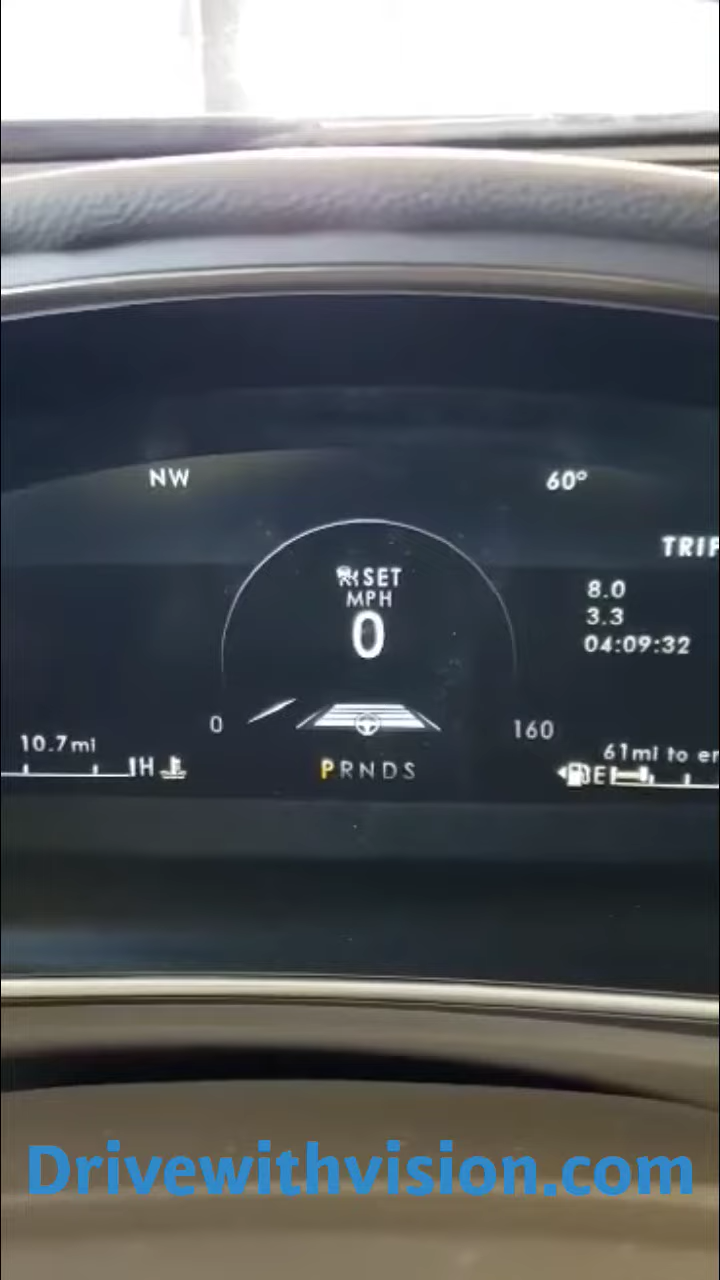 NW
60°
TRIP
SET
MPH
8.0
3.3
0
04:09:32
0
160
10.7mi
61mi to
H
PRNDS
E
Drivewithvision.com